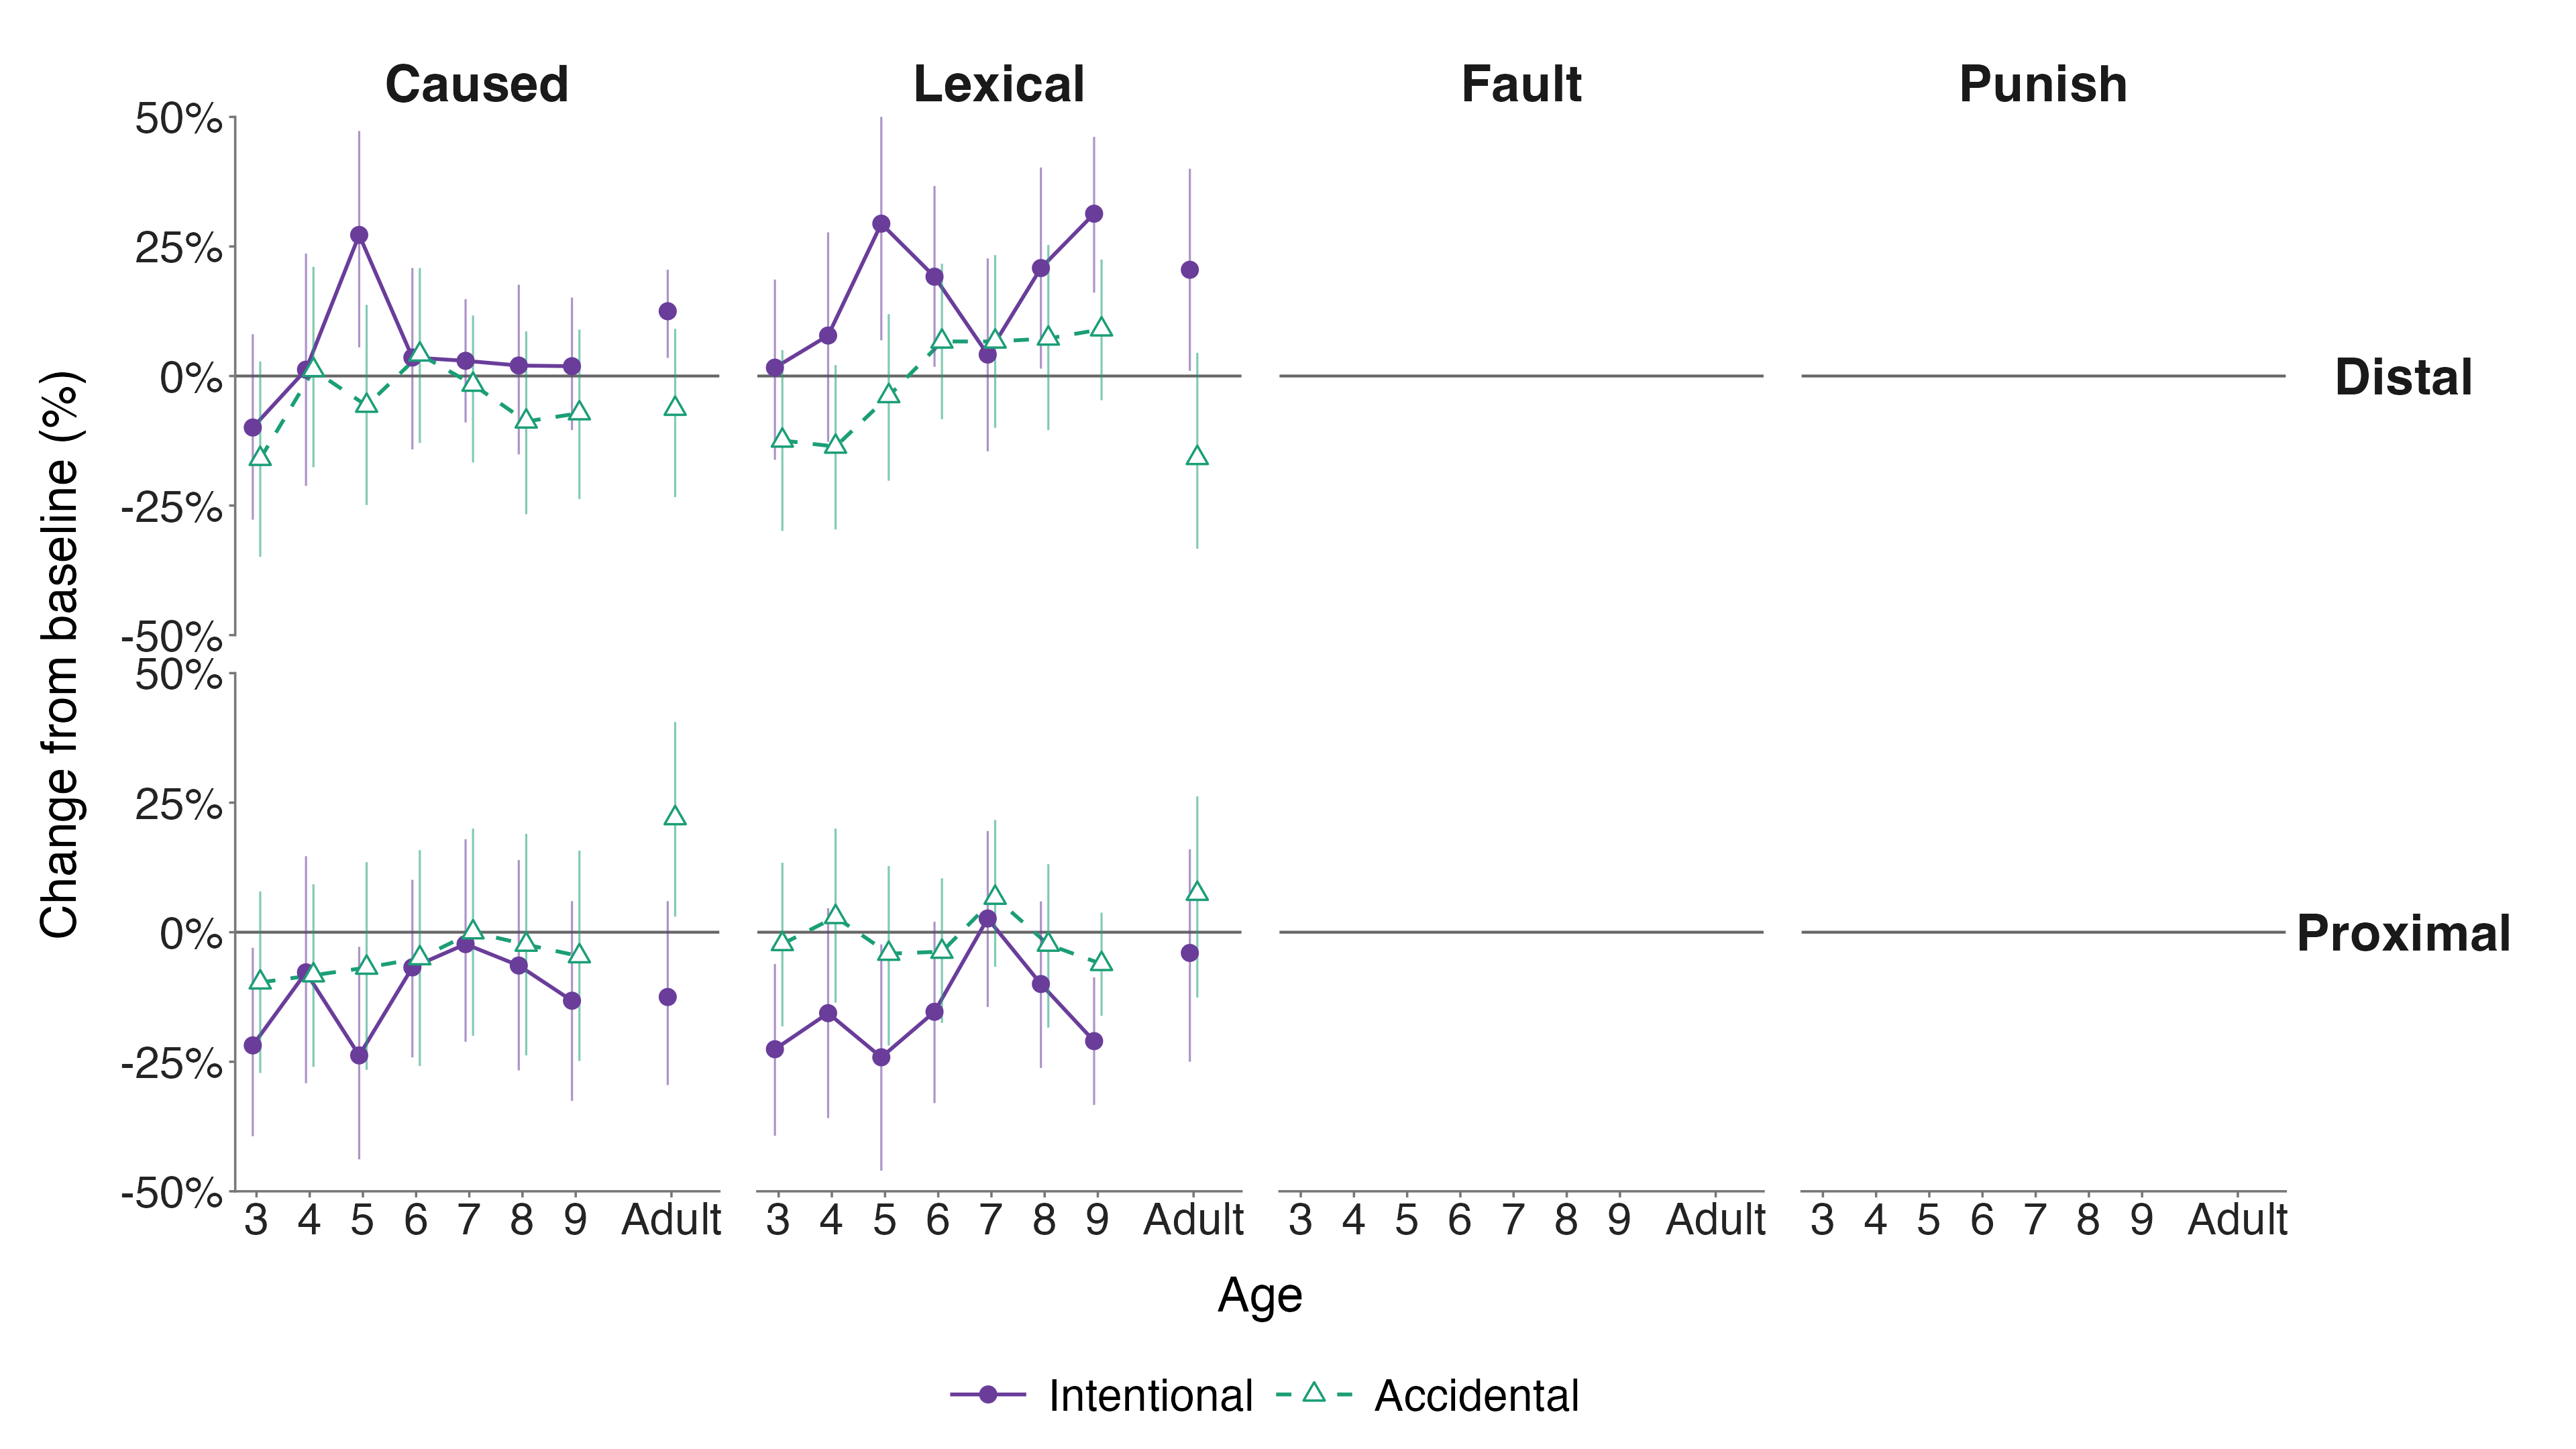 Caused Lexical Fault Punish
50%
25%
0%
-25%
-50%
Distal
50%
25%
0%
-25%
-50%
Proximal
Change from baseline (%)
3 4 5 6 7 8 9 Adult 3 4 5 6 7 8 9 Adult 3 4 5 6 7 8 9 Adult 3 4 5 6 7 8 9 Adult
Age
Intentional Accidental